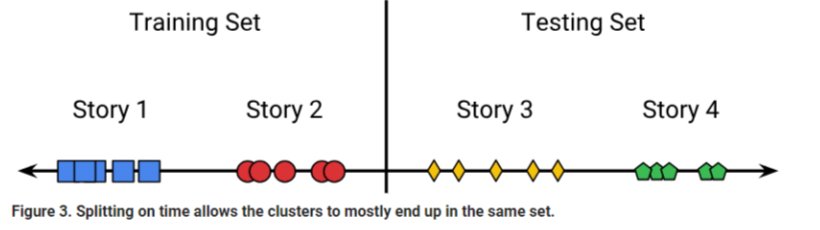 Training Set
Testing Set
Story 1
Story 2
Story 3
Story 4
Figure 3. Splitting on time allows the clusters to mostly end up in the same set.